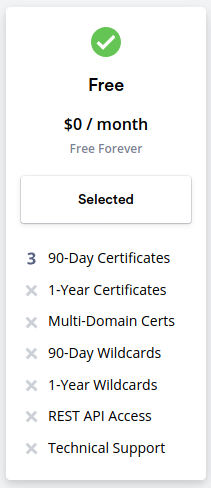 Free
$0 / month
Free Forever
Selected
3 90-Day Certificates
1-Year Certificates
Multi-Domain Certs
90-Day Wildcards
1-Year Wildcards
REST API Access
Technical Support